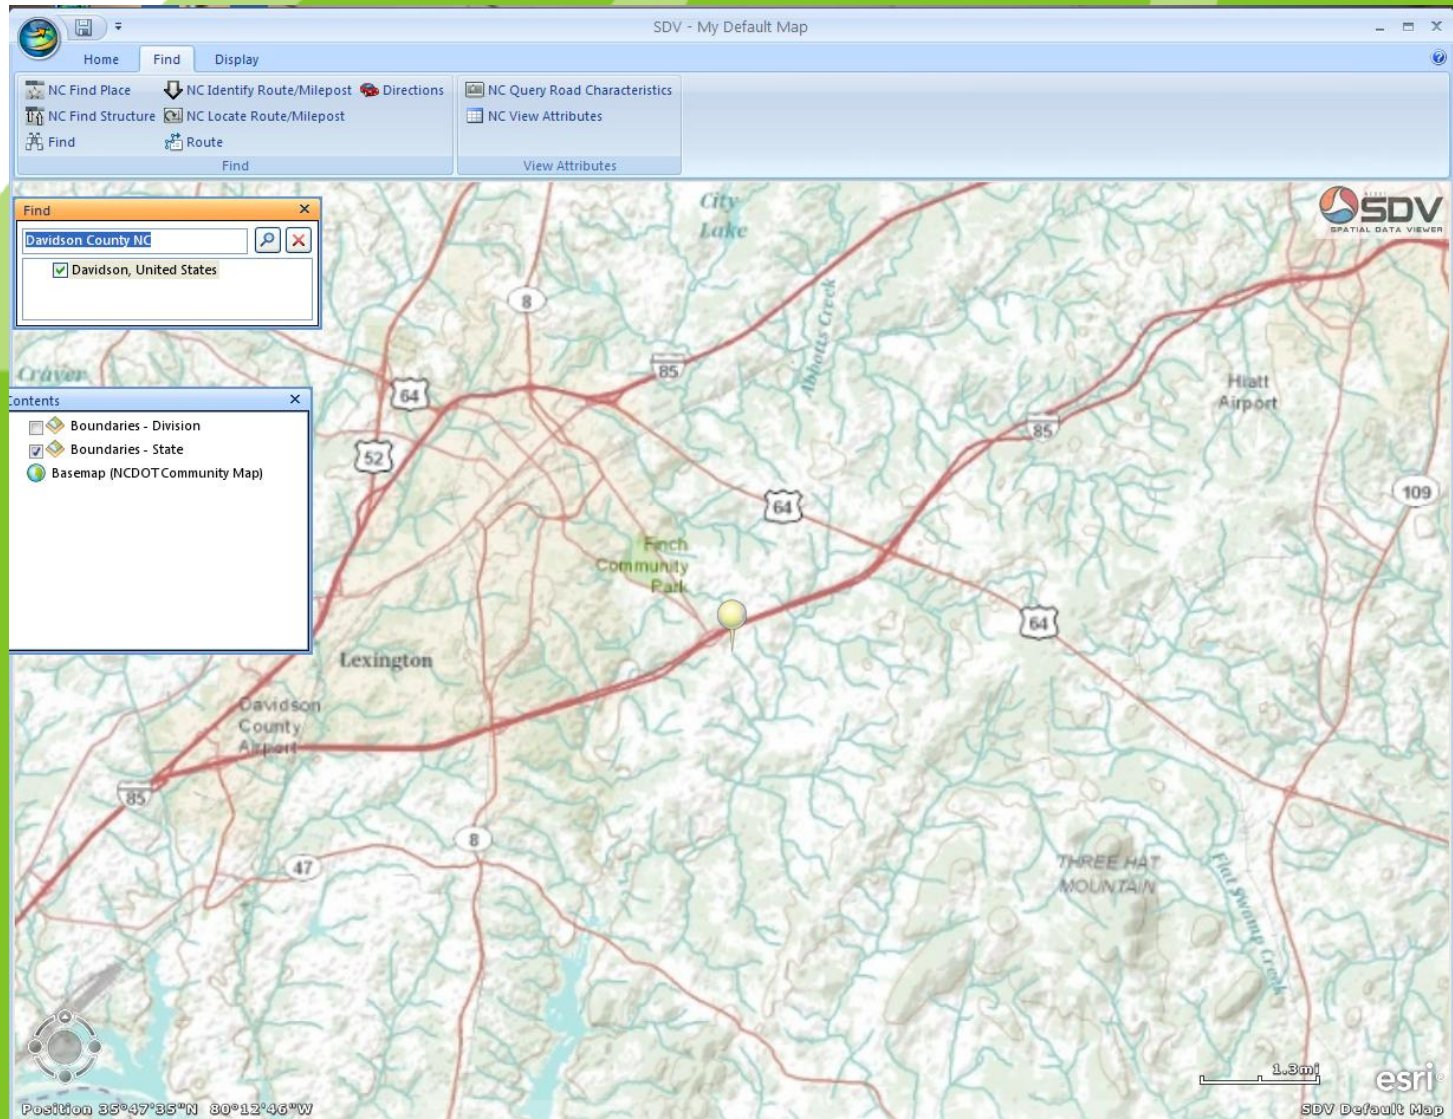 SDV - My Default Map
Home Find Display
NC Find Place NC Identify Route/Milepost Directions NC Query Road Characteristics
NC Find Structure NC Locate Route/Milepost NC View Attributes
Find Route
Find View Attributes
Find
Davidson County NC
Davidson, United States
Contents
Boundaries - Division
Boundaries - State
Basemap (NCDOT Community Map)
SDV
SPATIAL DATA VIEWER
City
Lake
8
Abbotts Creek
85
Craver
64
Hiatt
Airport
85
52
109
64
Finch
Community
Park
64
Lexington
Davidson
County
Airport
85
8
47
THREE HAT
MOUNTAIN
Flat Swamp Creek
1.3mi
esri
Position 35°47'35"N 80°12'46"W
SDV Default Map